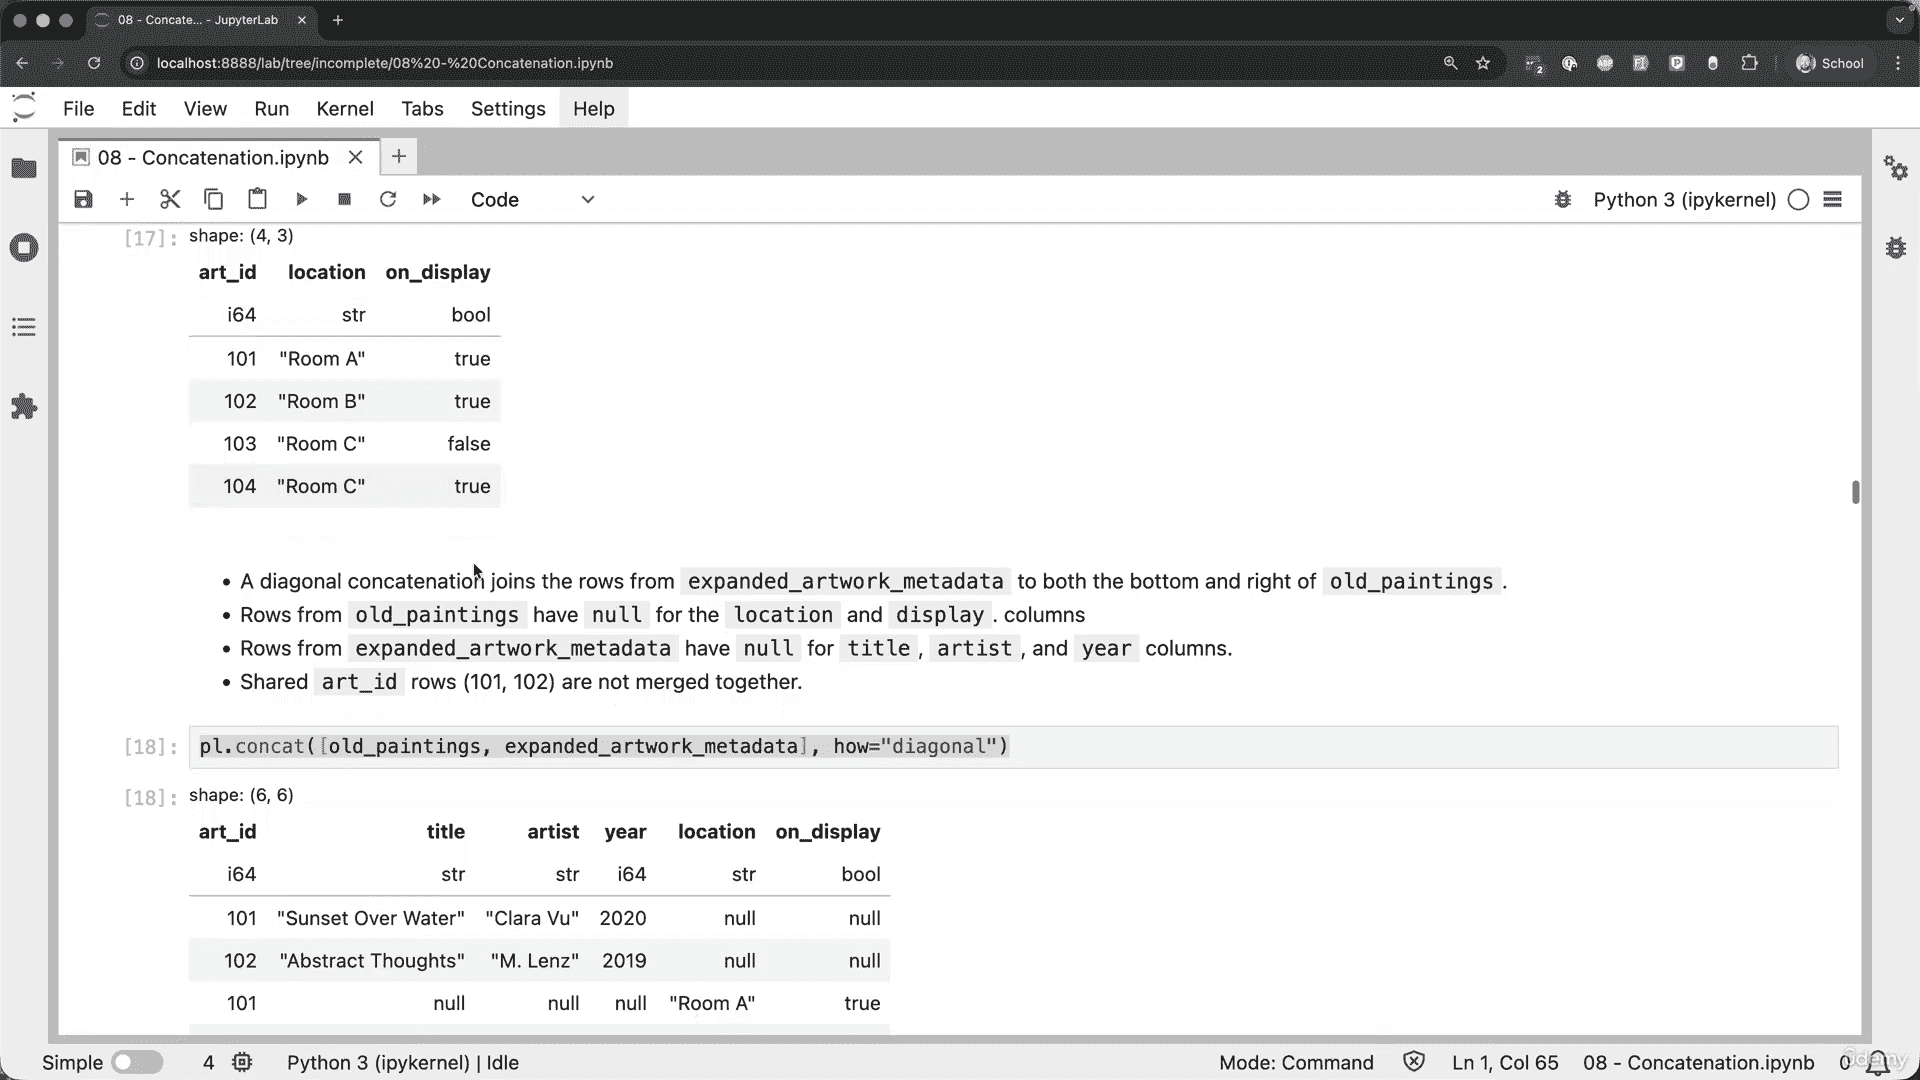 08 - Concate... - JupyterLab
localhost:8888/lab/tree/incomplete/08%20-%20Concatenation.ipynb
2
ABP
School
File Edit View Run Kernel Tabs Settings Help
08 - Concatenation.ipynb
Code
Python 3 (ipykernel)
[17]: shape: (4, 3)
art_id location on_display
i64 str bool
101 "Room A" true
102 "Room B" true
103 "Room C" false
104 "Room C" true
• A diagonal concatenation joins the rows from expanded_artwork_metadata to both the bottom and right of old_paintings.
• Rows from old_paintings have null for the location and display. columns
• Rows from expanded_artwork_metadata have null for title, artist, and year columns.
• Shared art_id rows (101, 102) are not merged together.
[18]: pl.concat([old_paintings, expanded_artwork_metadata], how="diagonal")
[18]: shape: (6, 6)
art_id title artist year location on_display
i64 str str i64 str bool
101 "Sunset Over Water" "Clara Vu" 2020 null null
102 "Abstract Thoughts" "M. Lenz" 2019 null null
101 null null null "Room A" true
Simple 4 Python 3 (ipykernel) | Idle Mode: Command Ln 1, Col 65 08 - Concatenation.ipynb 0
udemy